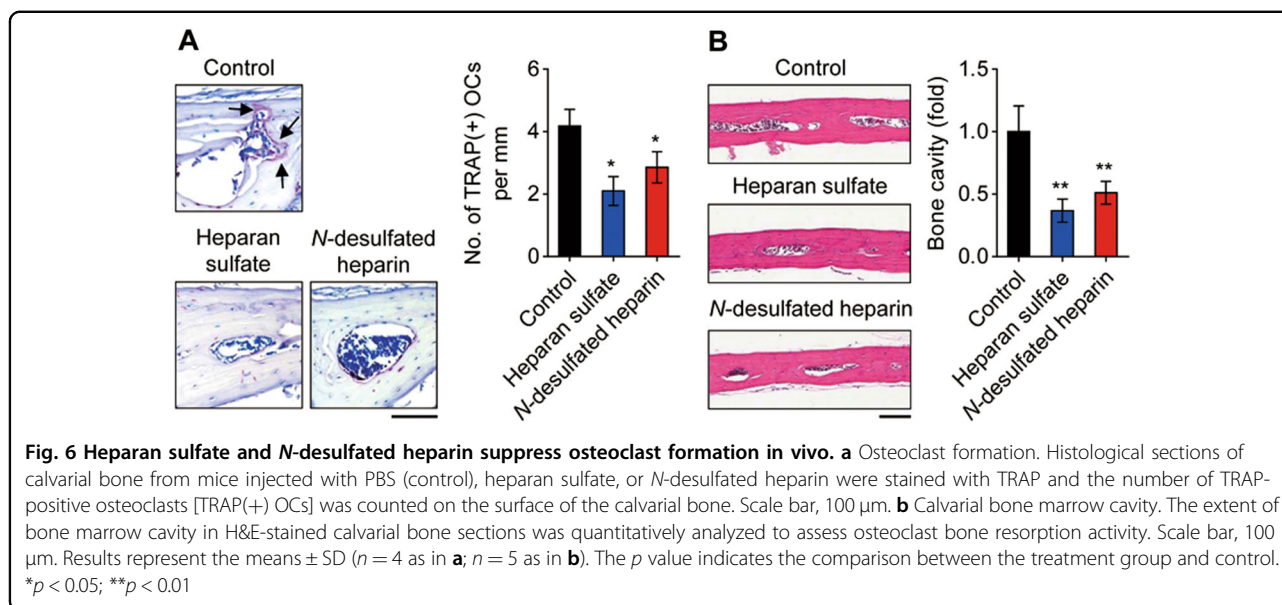 A
Control
Heparan
sulfate
N-desulfated
heparin
No. of TRAP(+) OCs
per mm
6
4
2
0
*
*
Control
Heparan sulfate
N-desulfated heparin
B
Control
Heparan sulfate
N-desulfated heparin
Bone cavity (fold)
1.5
1.0
0.5
0
**
**
Control
Heparan sulfate
N-desulfated heparin
Fig. 6 Heparan sulfate and N-desulfated heparin suppress osteoclast formation in vivo. a Osteoclast formation. Histological sections of
calvarial bone from mice injected with PBS (control), heparan sulfate, or N-desulfated heparin were stained with TRAP and the number of TRAP-
positive osteoclasts [TRAP(+) OCs] was counted on the surface of the calvarial bone. Scale bar, 100 μm. b Calvarial bone marrow cavity. The extent of
bone marrow cavity in H&E-stained calvarial bone sections was quantitatively analyzed to assess osteoclast bone resorption activity. Scale bar, 100
μm. Results represent the means ± SD (n = 4 as in a; n = 5 as in b). The p value indicates the comparison between the treatment group and control.
*p < 0.05; **p < 0.01